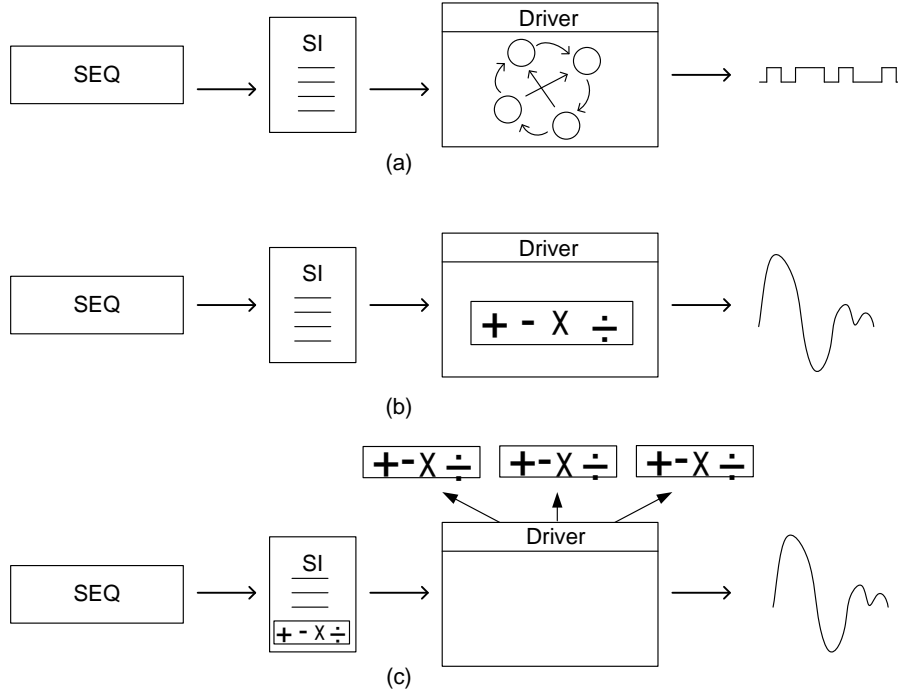 Driver
SEQ
SI
(a)
Driver
SEQ
SI
+ - X ÷
(b)
+ - X ÷
+ - X ÷
+ - X ÷
Driver
SEQ
SI
+ - X ÷
(c)